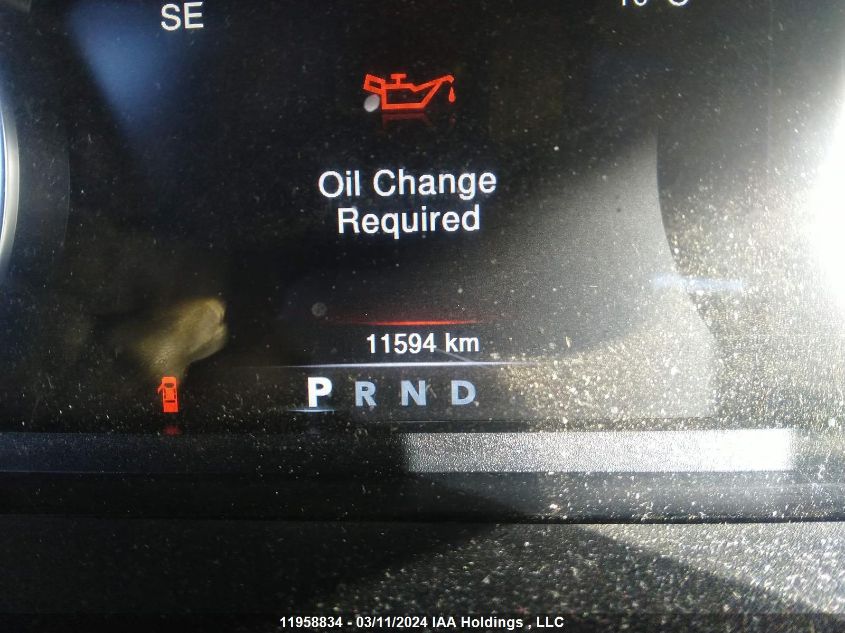 SE
Oil Change
Required
11594 km
P R N D
11958834 - 03/11/2024 IAA Holdings , LLC